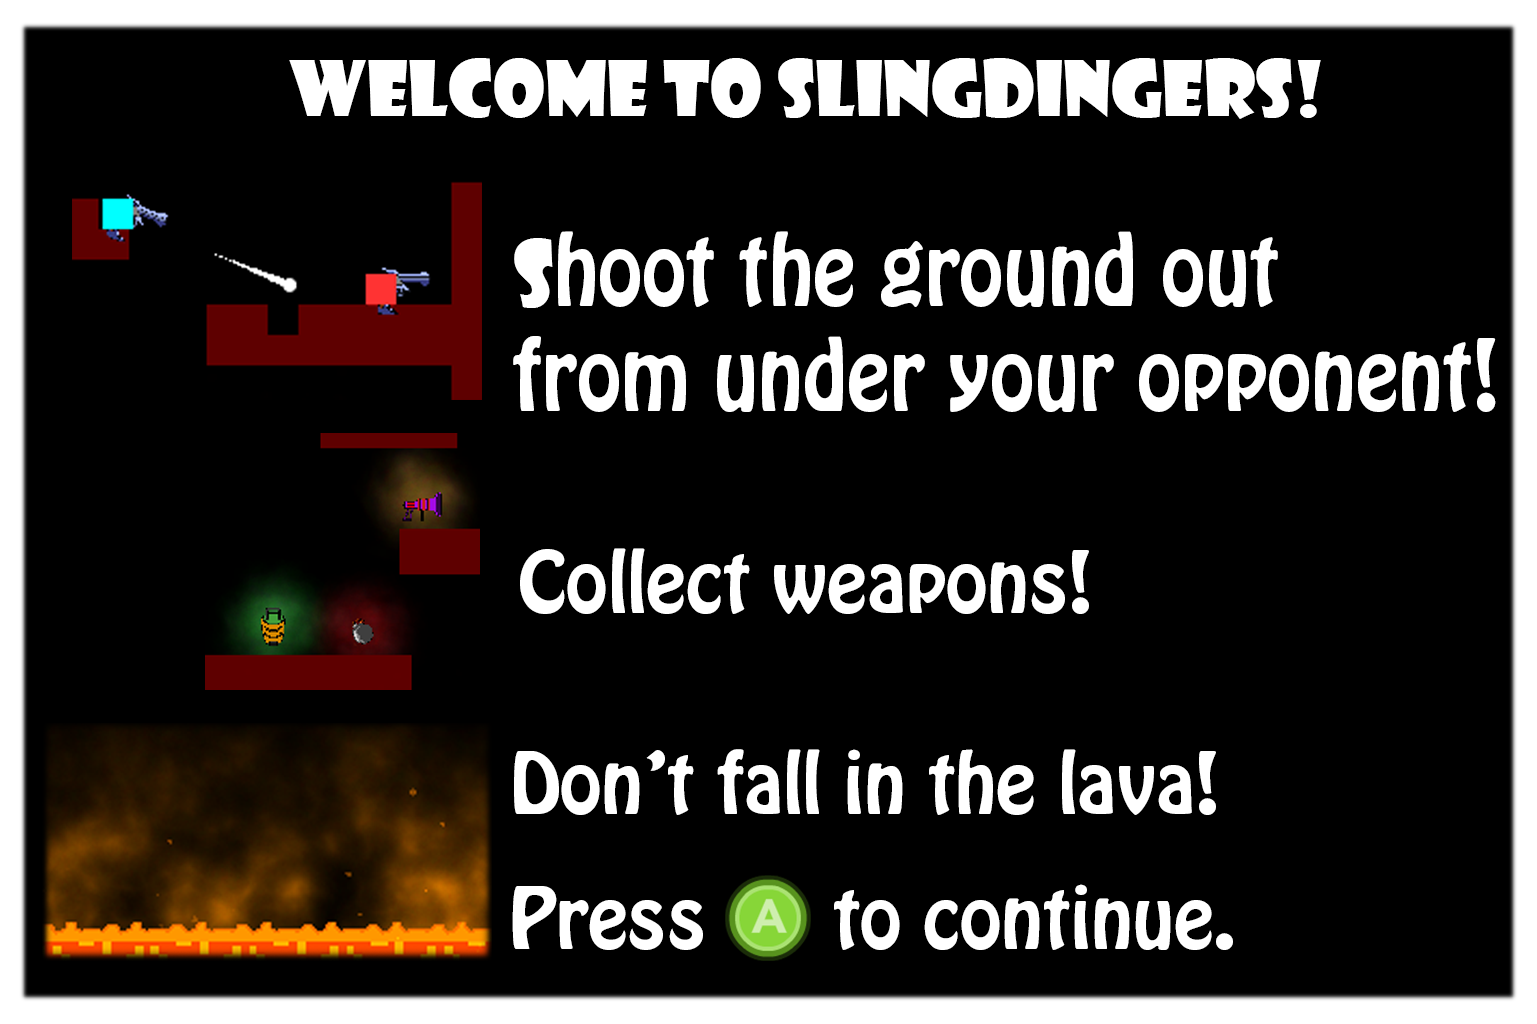 WELCOME TO SLINGDINGERS!
Shoot the ground out
from under your opponent!
Collect weapons!
Don't fall in the lava!
Press A to continue.